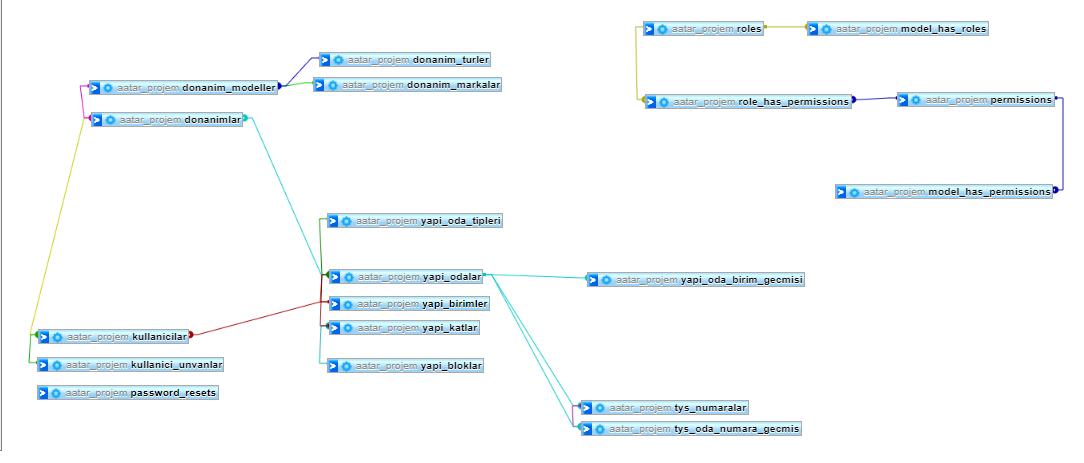 aatar_projem roles
aatar_projem model_has_roles
aatar_projem donanim_turler
aatar_projem donanim_modeller
aatar_projem donanim_markalar
aatar_projem role_has_permissions
aatar_projem permissions
aatar_projem donanimlar
aatar_projem model_has_permissions
aatar_projem yapi_oda_tipleri
aatar_projem yapi_odalar
aatar_projem yapi_oda_birim_gecmisi
aatar_projem yapi_birimler
aatar_projem yapi_katlar
aatar_projem kullanicilar
aatar_projem kullanici_unvanlar
aatar_projem yapi_bloklar
aatar_projem password_resets
aatar_projem tys_numaralar
aatar_projem tys_oda_numara_gecmis